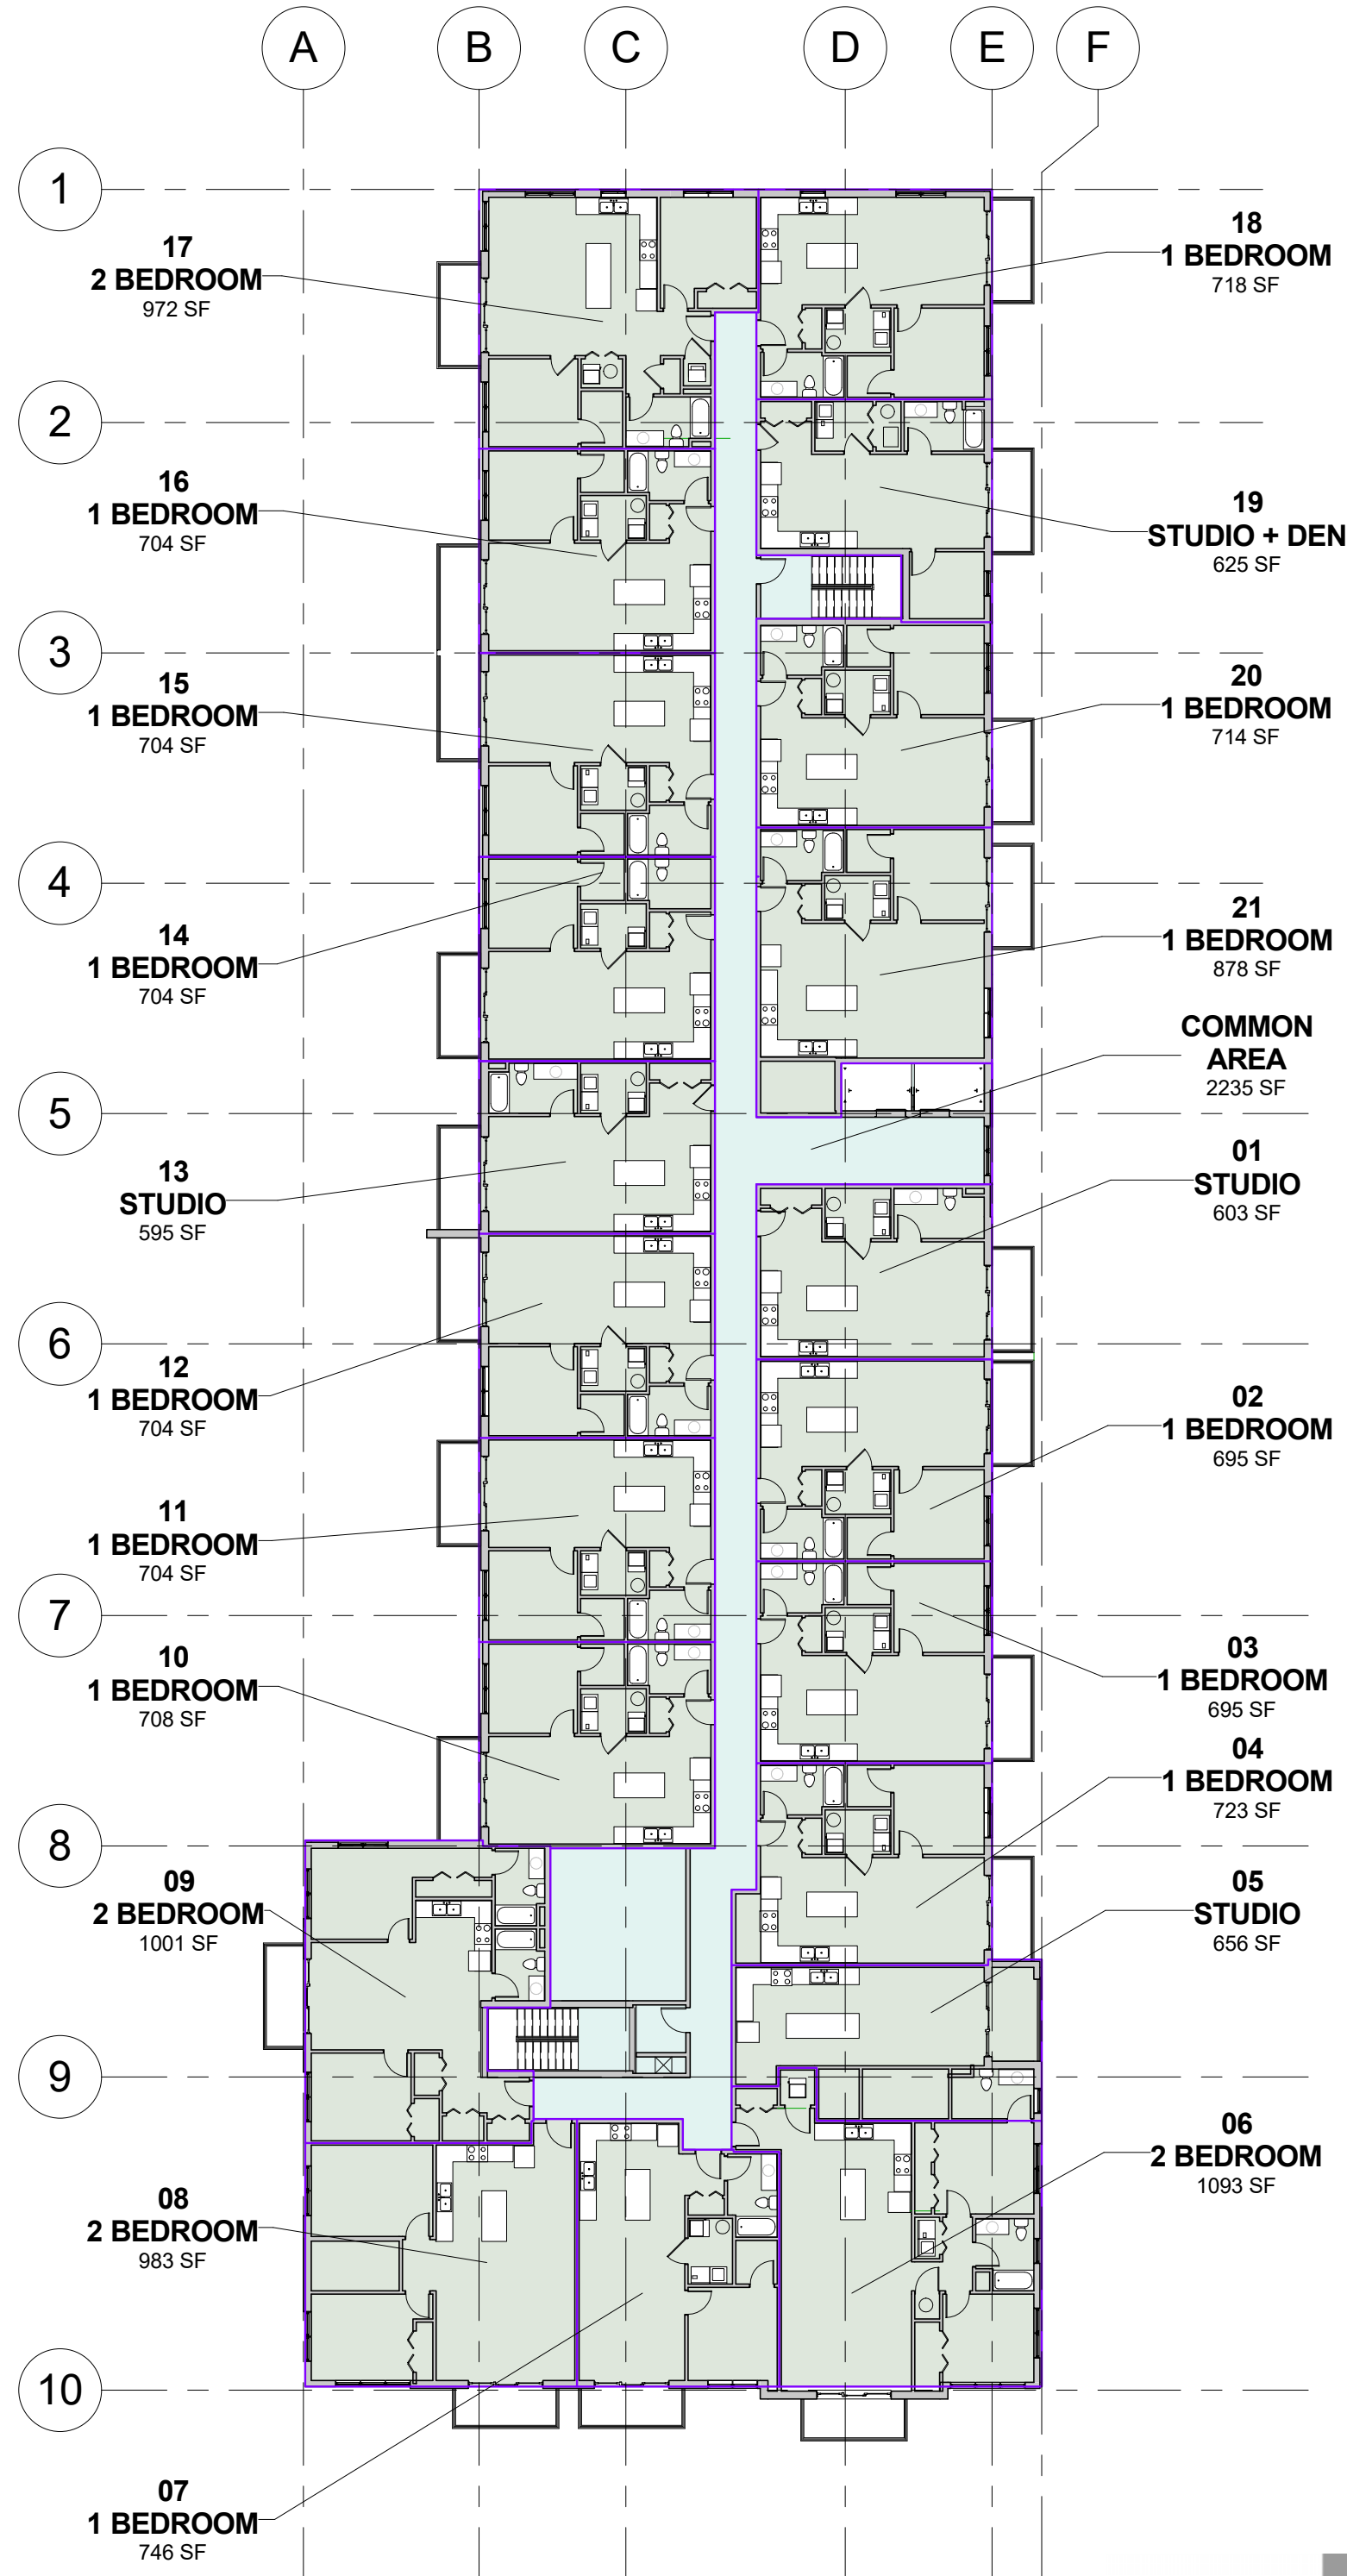 A
B
C
D
E
F
1
17
2 BEDROOM
972 SF
18
1 BEDROOM
718 SF
2
16
1 BEDROOM
704 SF
19
STUDIO + DEN
625 SF
3
15
1 BEDROOM
704 SF
20
1 BEDROOM
714 SF
4
14
1 BEDROOM
704 SF
21
1 BEDROOM
878 SF
COMMON
AREA
2235 SF
5
13
STUDIO
595 SF
01
STUDIO
603 SF
6
12
1 BEDROOM
704 SF
02
1 BEDROOM
695 SF
11
1 BEDROOM
704 SF
7
10
1 BEDROOM
708 SF
03
1 BEDROOM
695 SF
04
1 BEDROOM
723 SF
8
09
2 BEDROOM
1001 SF
05
STUDIO
656 SF
9
06
2 BEDROOM
1093 SF
08
2 BEDROOM
983 SF
10
07
1 BEDROOM
746 SF